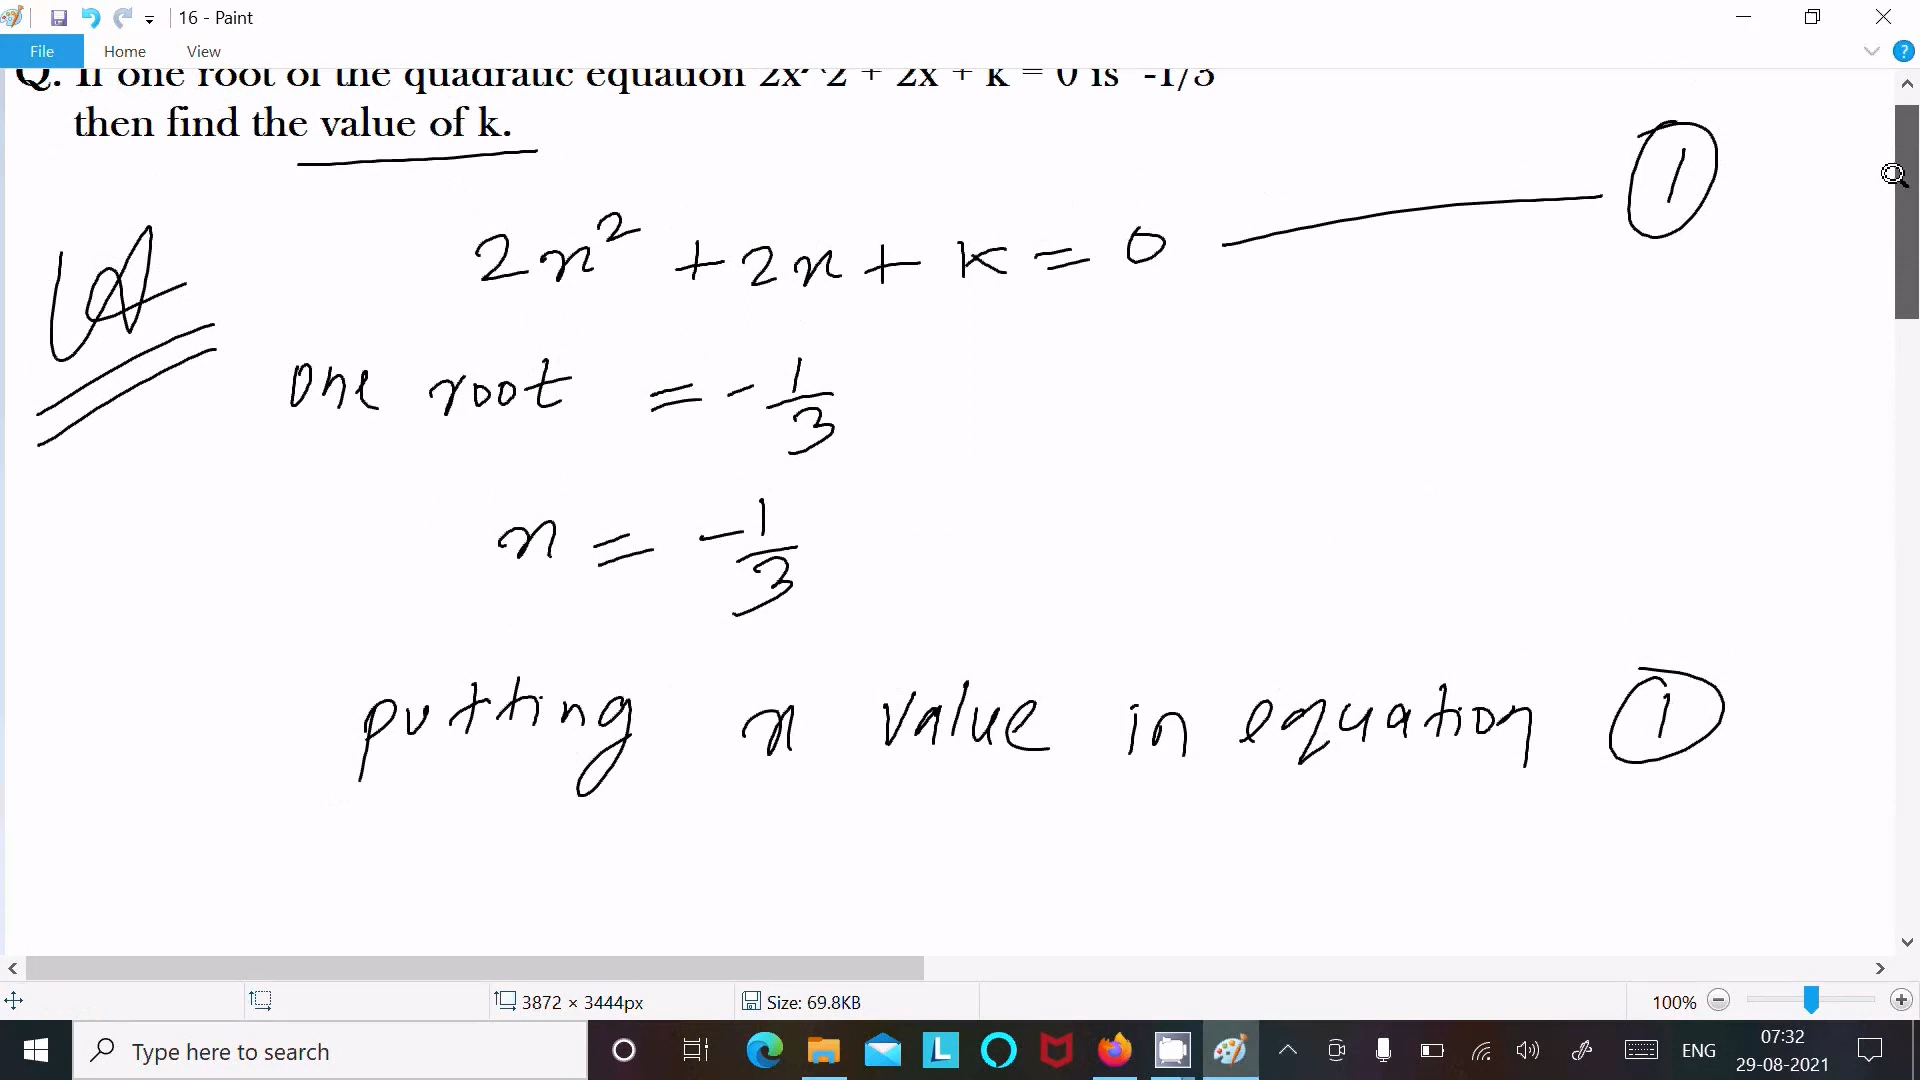 16 - Paint
File Home View
Q. If one root of the quadratic equation 2x^2 + 2x + k = 0 is -1/3
then find the value of k.
2x² + 2x + k = 0 ——— ①
Let
One root = -1/3
x = -1/3
putting x value in equation ①
3872 × 3444px Size: 69.8KB 100%
Type here to search
ENG
07:32
29-08-2021